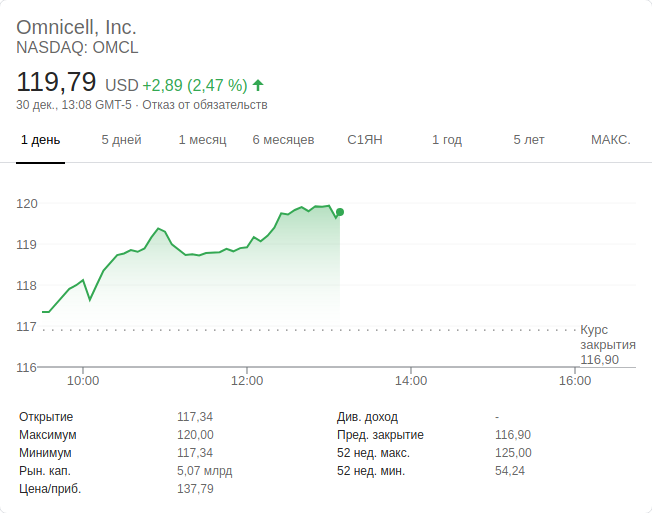 Omnicell, Inc.
NASDAQ: OMCL
119,79 USD +2,89 (2,47 %)
30 дек., 13:08 GMT-5 · Отказ от обязательств
1 день 5 дней 1 месяц 6 месяцев С1ЯН 1 год 5 лет МАКС.
120
119
118
117
116
Курс
закрытия
116,90
10:00 12:00 14:00 16:00
Открытие 117,34 Див. доход -
Максимум 120,00 Пред. закрытие 116,90
Минимум 117,34 52 нед. макс. 125,00
Рын. кап. 5,07 млрд 52 нед. мин. 54,24
Цена/приб. 137,79